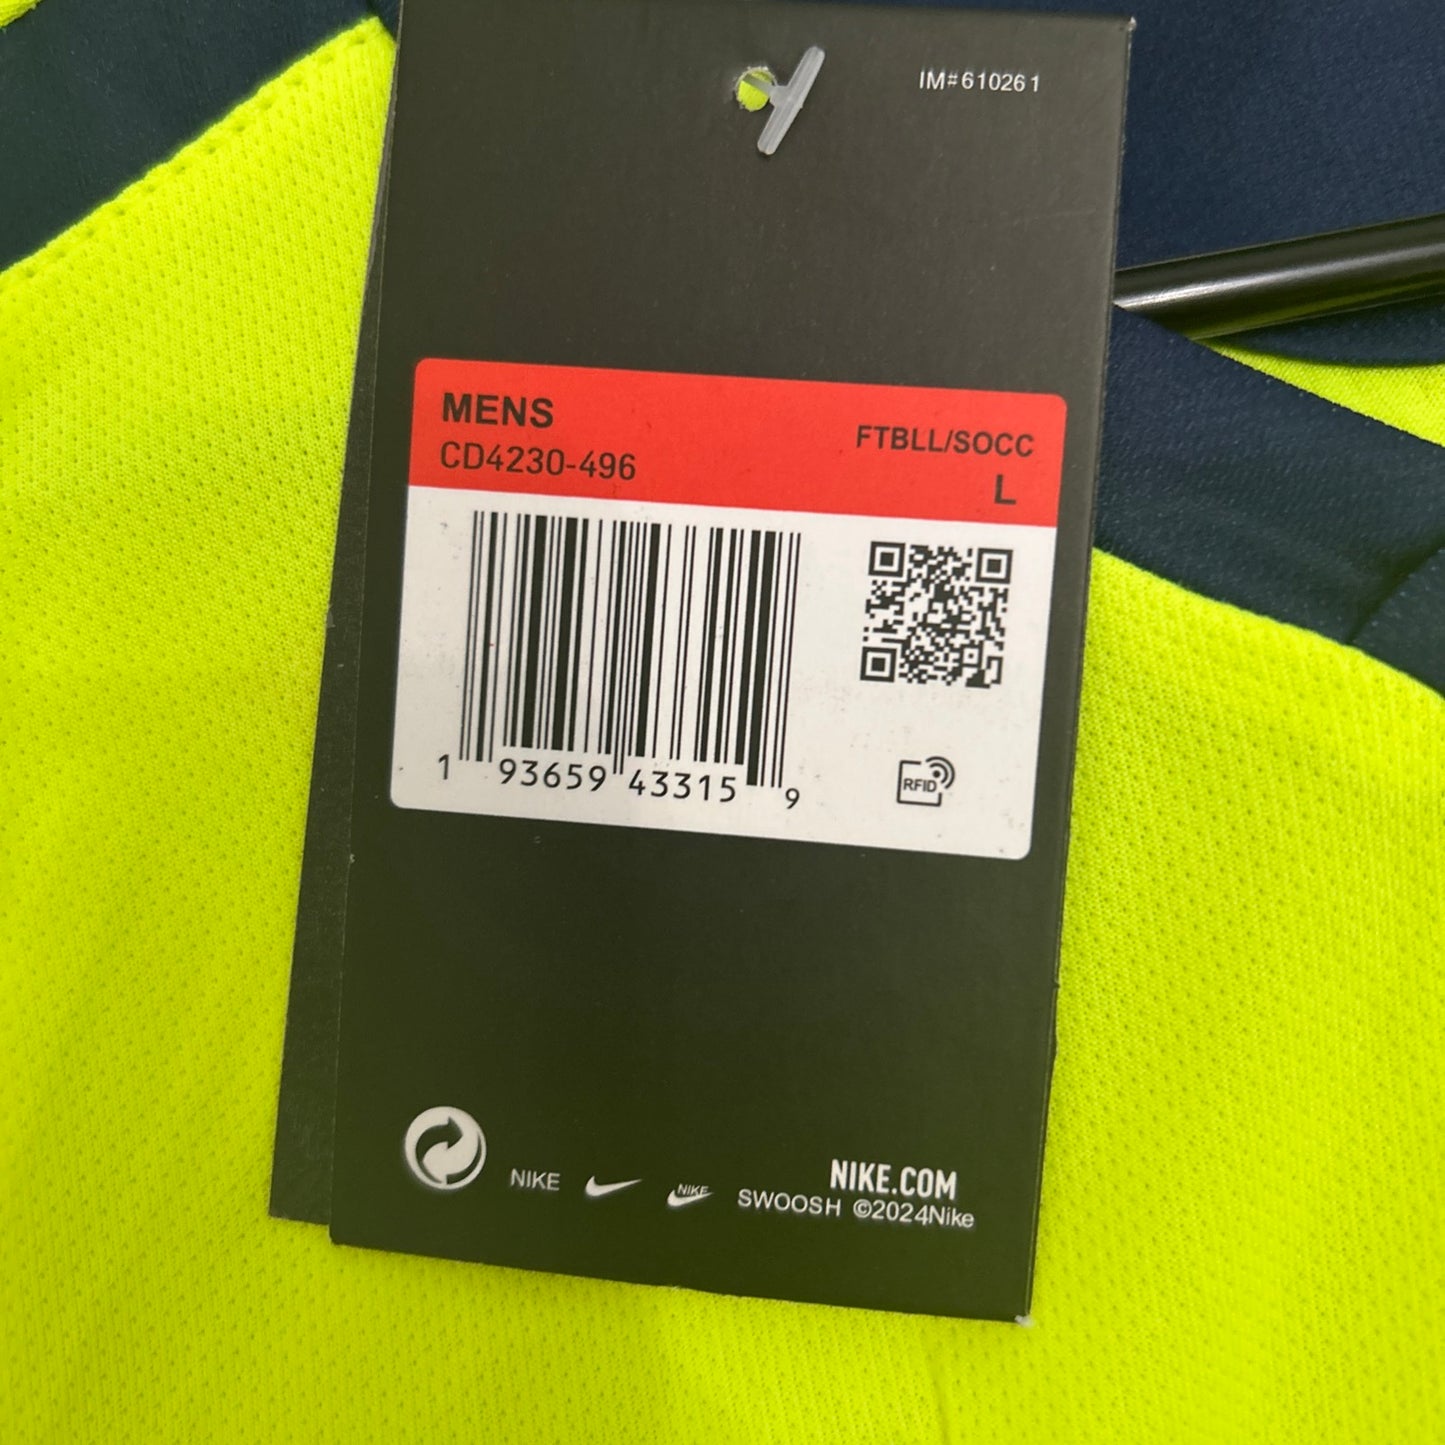 IM#610261
MENS
FTBLL/SOCC
CD4230-496
L
1 93659 43315 9
RFID
NIKE NIKE SWOOSH
NIKE.COM
©2024Nike